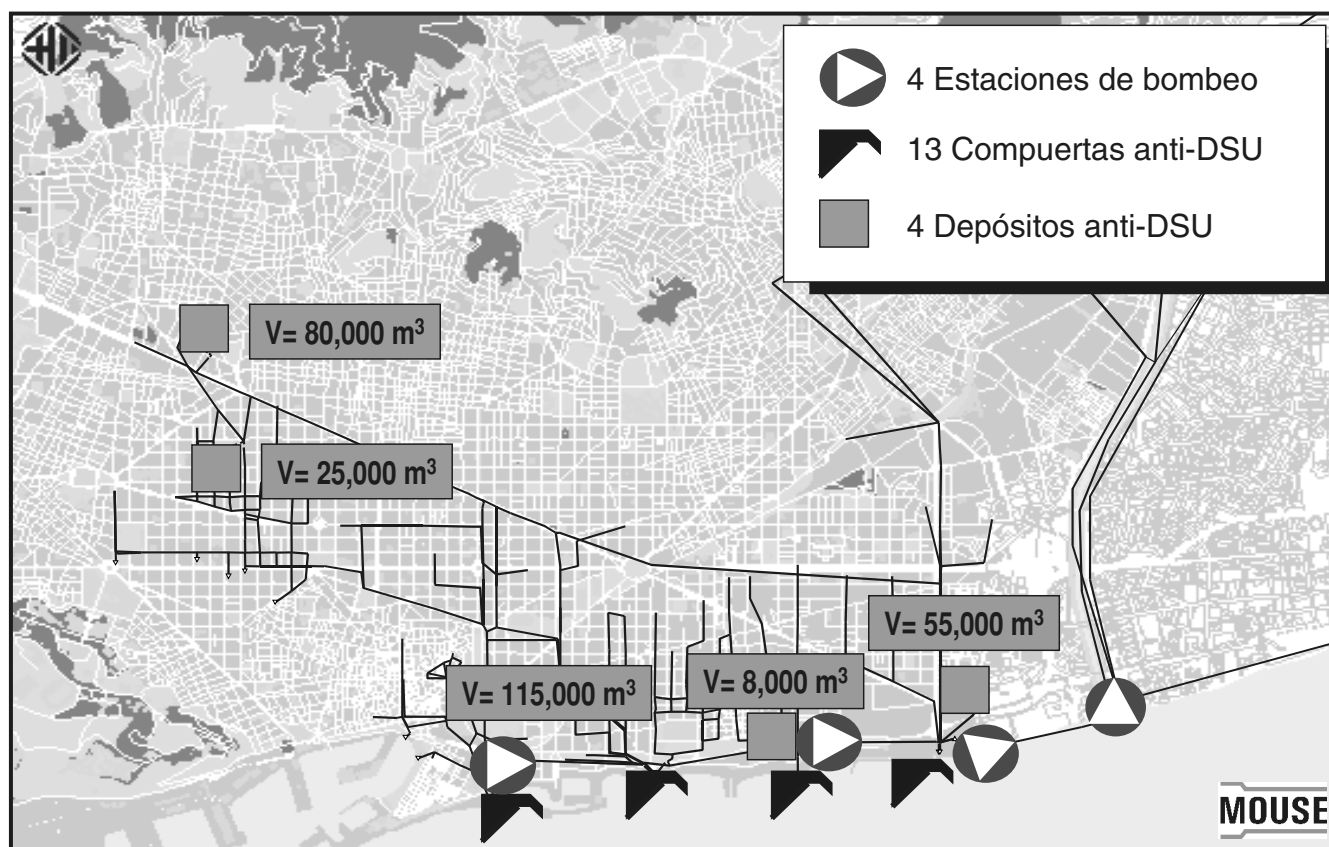 4 Estaciones de bombeo
13 Compuertas anti-DSU
4 Depósitos anti-DSU
V= 80,000 m³
V= 25,000 m³
V= 55,000 m³
V= 115,000 m³
V= 8,000 m³
MOUSE